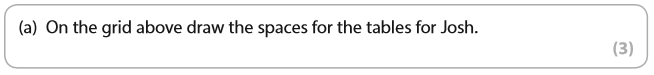 (a) On the grid above draw the spaces for the tables for Josh.
(3)